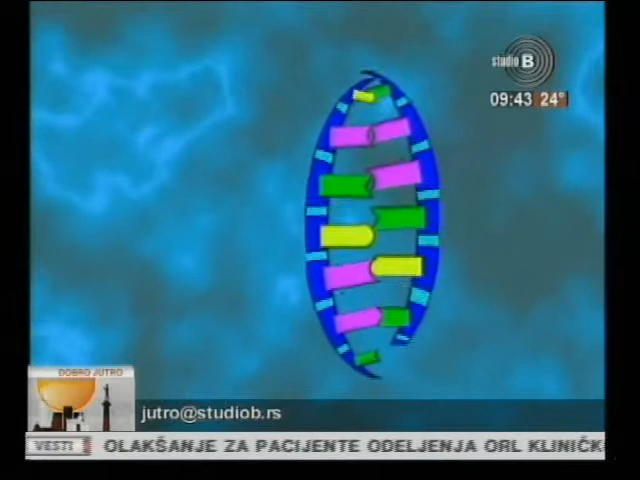 studio B
09:43 24°
DOBRO JUTRO
jutro@studiob.rs
VESTI OLAKŠANJE ZA PACIJENTE ODELJENJA ORL KLINIČK